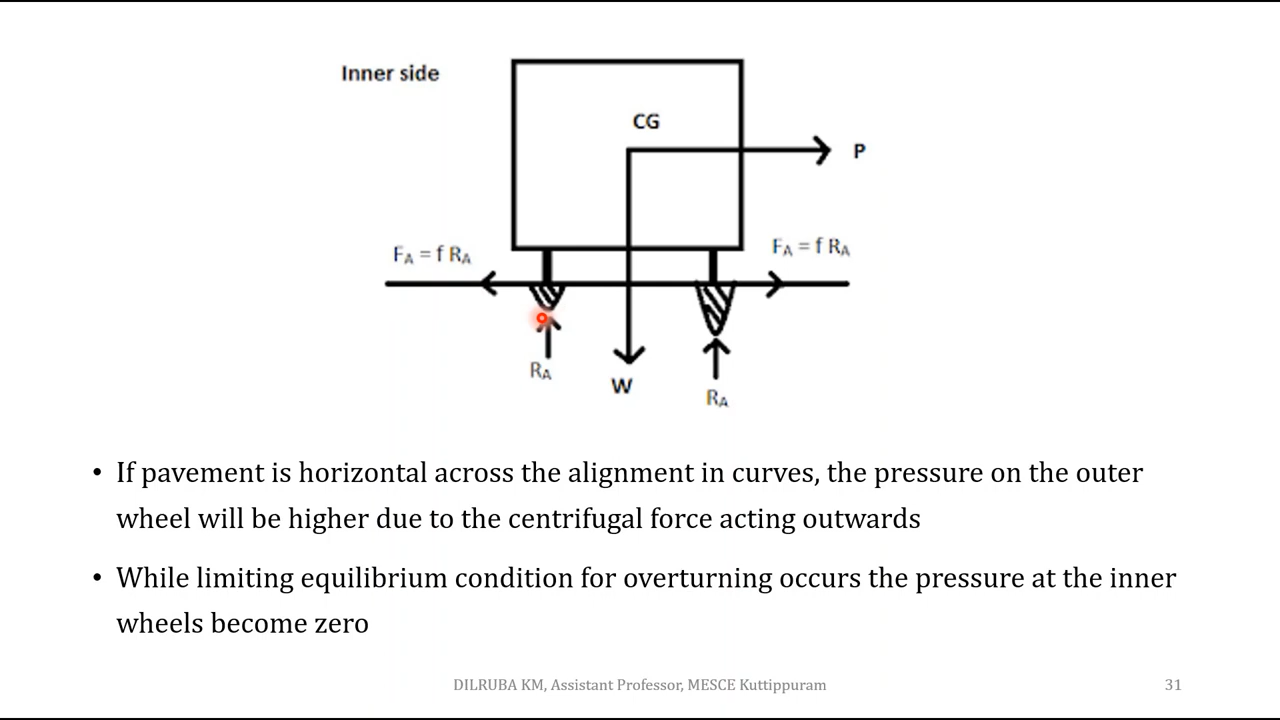 Inner side
CG
P
FA = f RA
FA = f RA
RA
W
RA
• If pavement is horizontal across the alignment in curves, the pressure on the outer
wheel will be higher due to the centrifugal force acting outwards
• While limiting equilibrium condition for overturning occurs the pressure at the inner
wheels become zero
DILRUBA KM, Assistant Professor, MESCE Kuttippuram
31